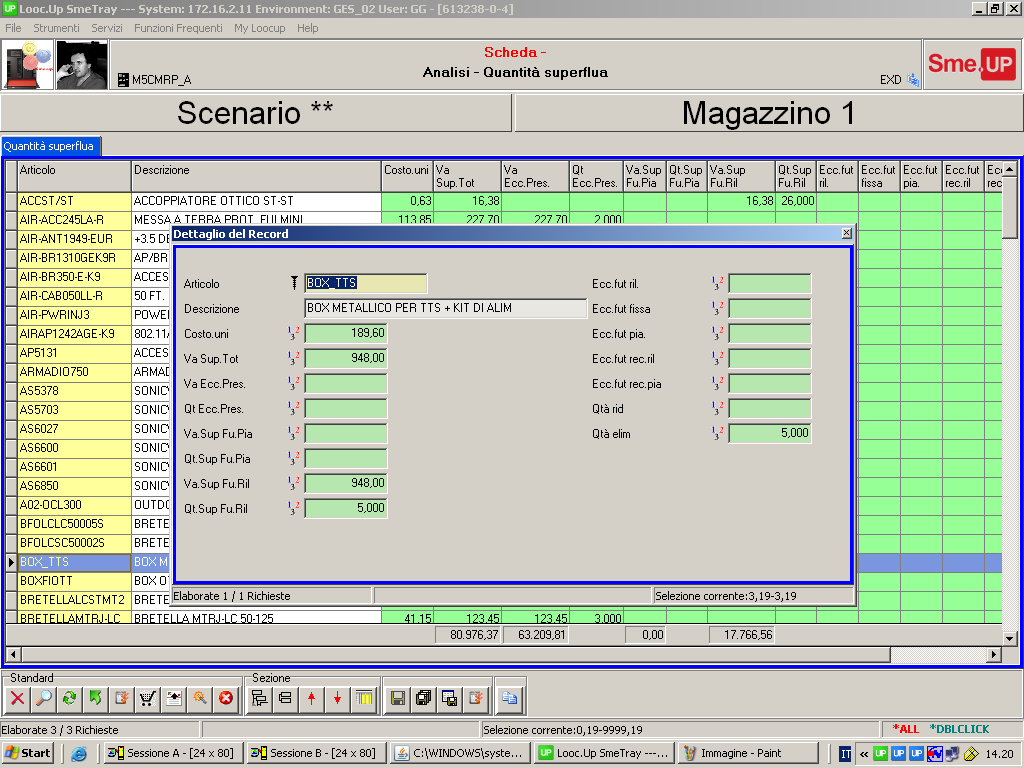 UP Looc.Up SmeTray --- System: 172.16.2.11 Environment: GES_02 User: GG - [613238-0-4]
File Strumenti Servizi Funzioni Frequenti My Loocup Help
Scheda -
Analisi - Quantità superflua
M5CMRP_A
EXD
Sme.UP
Scenario **
Magazzino 1
Quantità superflua
Articolo Descrizione Costo.uni Va Sup.Tot Va Ecc.Pres. Qt Ecc.Pres. Va.Sup Fu.Pia Qt.Sup Fu.Pia Va.Sup Fu.Ril Qt.Sup Fu.Ril Ecc.fut ril. Ecc.fut fissa Ecc.fut pia. Ecc.fut rec.ril Ecc rec
ACCST/ST ACCOPPIATORE OTTICO ST-ST 0,63 16,38 16,38 26,000
AIR-ACC245LA-R MESSA A TERRA PROT. FULMINI 113,85 227,70 227,70 2,000
AIR-ANT1949-EUR +3.5 DE
AIR-BR1310GEK9R AP/BR
AIR-BR350-E-K9 ACCES
AIR-CAB050LL-R 50 FT.
AIR-PWRINJ3 POWE
AIRAP1242AGE-K9 802.11
AP5131 ACCES
ARMADIO750 ARMA
AS5378 SONIC
AS5703 SONIC
AS6027 SONIC
AS6600 SONIC
AS6601 SONIC
AS6850 SONIC
A02-OCL300 OUTDO
BFOLCLC50005S BRETE
BFOLCSC50002S BRETE
BOX_TTS BOX M
BOXFIOTT BOX O
BRETELLALCSTMT2 BRETE
BRETELLAMTRJ-LC BRETELLA MTRJ-LC 50-125 41,15 123,45 123,45 3,000
80.976,37 63.209,81 0,00 17.766,56
Dettaglio del Record
Articolo BOX_TTS
Descrizione BOX METALLICO PER TTS + KIT DI ALIM
Costo.uni 189,60
Va Sup.Tot 948,00
Va Ecc.Pres.
Qt Ecc.Pres.
Va.Sup Fu.Pia
Qt.Sup Fu.Pia
Va.Sup Fu.Ril 948,00
Qt.Sup Fu.Ril 5,000
Ecc.fut ril.
Ecc.fut fissa
Ecc.fut pia.
Ecc.fut rec.ril
Ecc.fut rec.pia
Qtà rid
Qtà elim 5,000
Elaborate 1 / 1 Richieste Selezione corrente:3,19-3,19
Standard Sezione
Elaborate 3 / 3 Richieste Selezione corrente:0,19-9999,19 *ALL *DBLCLICK
Start Sessione A - [24 x 80] Sessione B - [24 x 80] C:\WINDOWS\syste... UP Looc.Up SmeTray ---... Immagine - Paint IT « UP UP UP 14.20